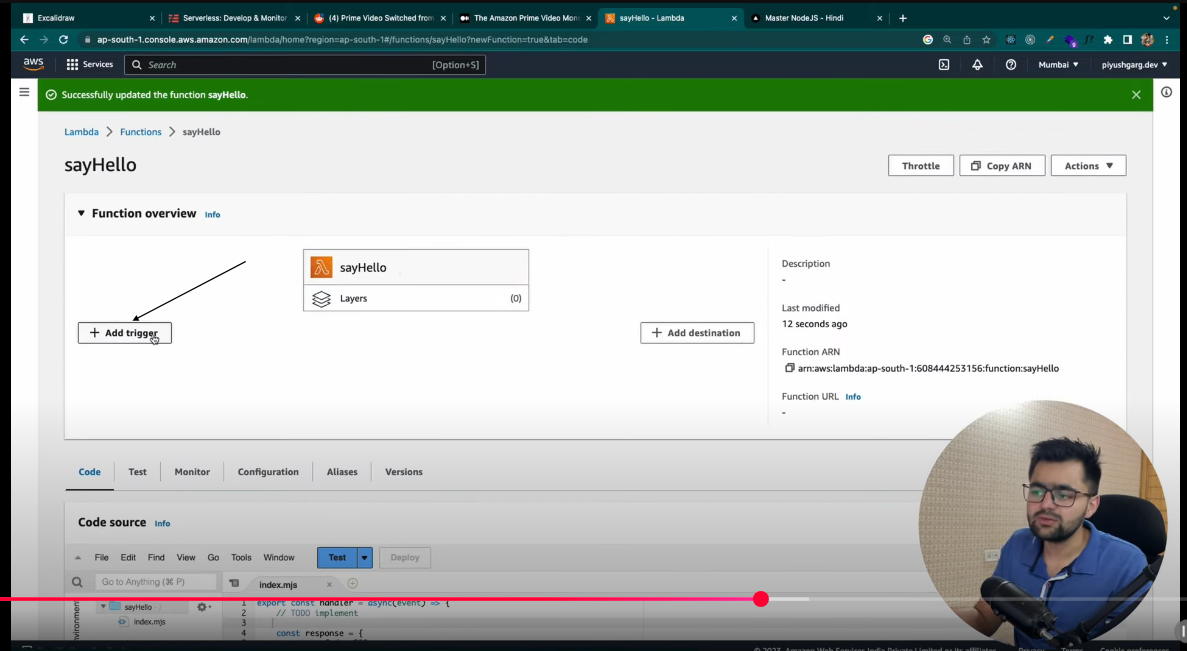 Excalidraw
Serverless: Develop & Monitor
(4) Prime Video Switched from
The Amazon Prime Video Mon
sayHello - Lambda
Master NodeJS - Hindi
ap-south-1.console.aws.amazon.com/lambda/home?region=ap-south-1#/functions/sayHello?newFunction=true&tab=code
aws
Services
Search
[Option+S]
Mumbai
piyushgarg.dev
Successfully updated the function sayHello.
Lambda > Functions > sayHello
sayHello
Throttle
Copy ARN
Actions
Function overview Info
sayHello
Layers (0)
+ Add trigger
+ Add destination
Description
-
Last modified
12 seconds ago
Function ARN
arn:aws:lambda:ap-south-1:608444253156:function:sayHello
Function URL Info
-
Code
Test
Monitor
Configuration
Aliases
Versions
Code source Info
File Edit Find View Go Tools Window
Test
Deploy
Go to Anything (⌘ P)
index.mjs
sayHello - /
index.mjs
1 export const handler = async(event) => {
2 // TODO implement
3
4 const response = {
© 2023, Amazon Web Services India Private Limited or its affiliates. Privacy Terms Cookie preferences